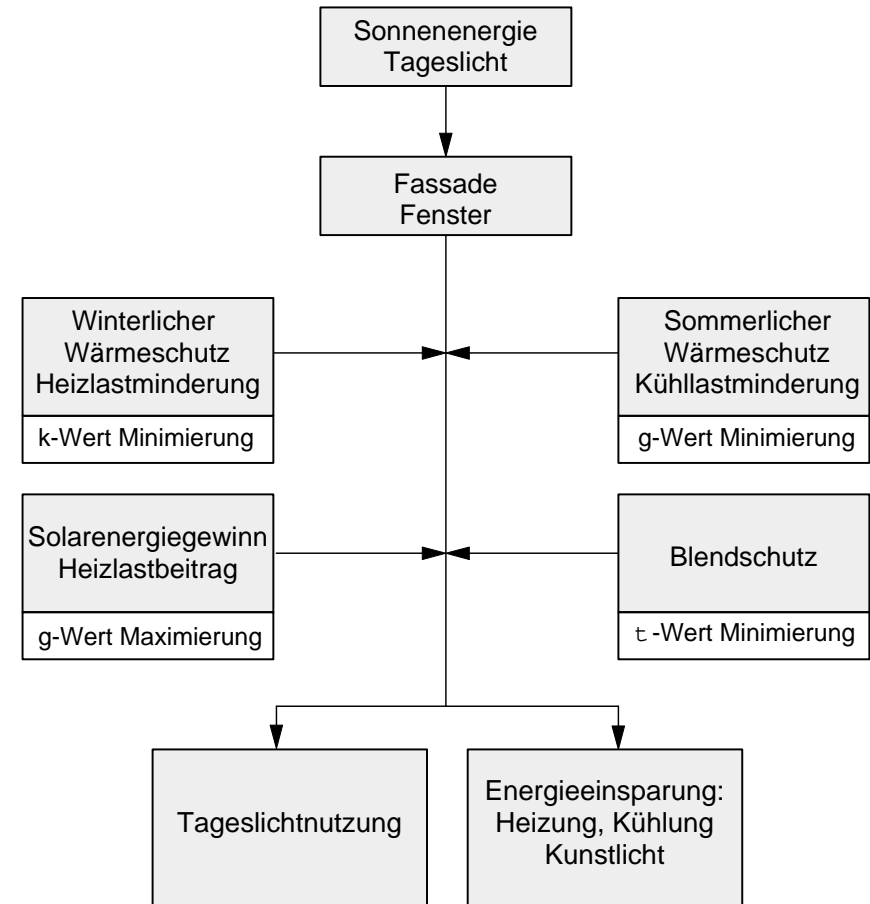 Sonnenenergie
Tageslicht
Fassade
Fenster
Winterlicher
Wärmeschutz
Heizlastminderung
k-Wert Minimierung
Sommerlicher
Wärmeschutz
Kühllastminderung
g-Wert Minimierung
Solarenergiegewinn
Heizlastbeitrag
g-Wert Maximierung
Blendschutz
t-Wert Minimierung
Tageslichtnutzung
Energieeinsparung:
Heizung, Kühlung
Kunstlicht